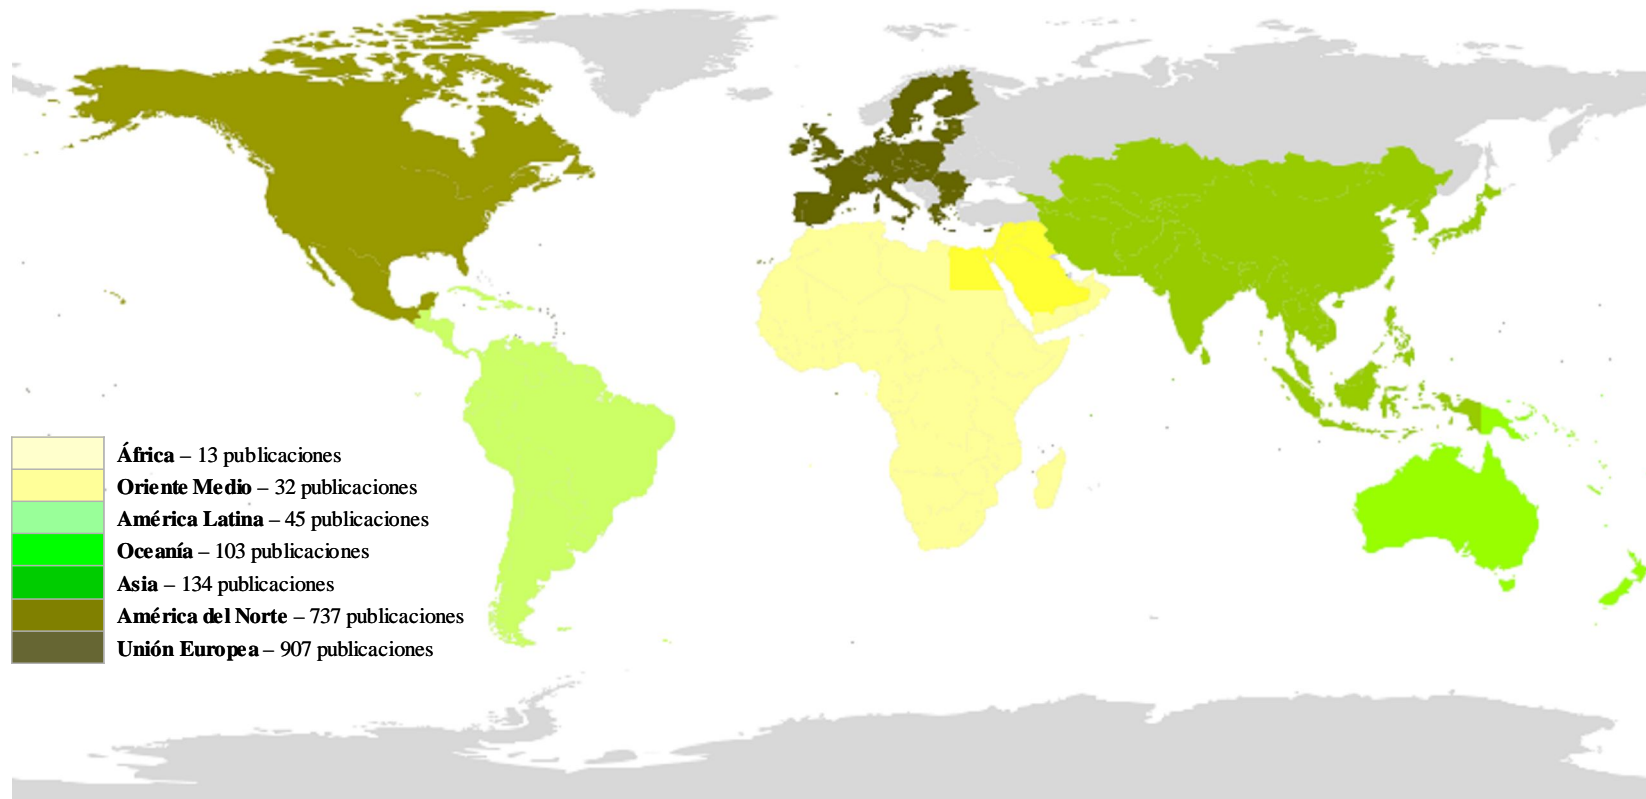 África – 13 publicaciones
Oriente Medio – 32 publicaciones
América Latina – 45 publicaciones
Oceanía – 103 publicaciones
Asia – 134 publicaciones
América del Norte – 737 publicaciones
Unión Europea – 907 publicaciones